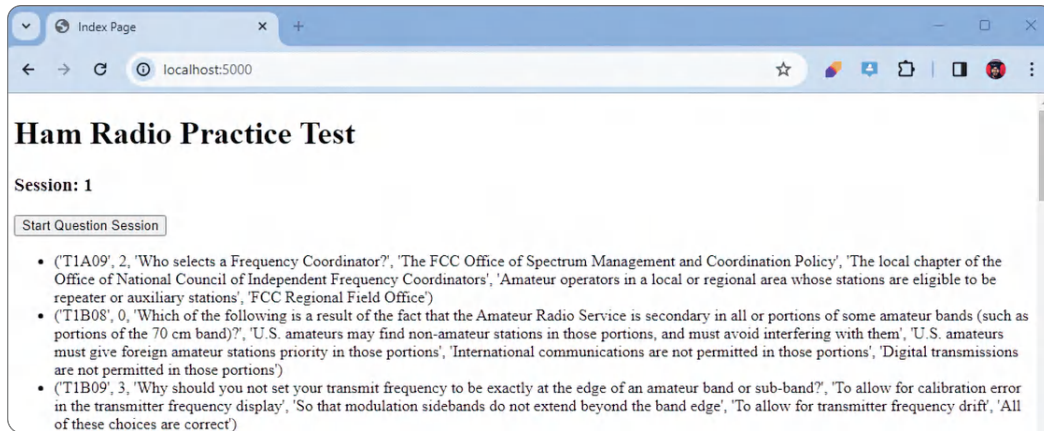 Index Page
localhost:5000
Ham Radio Practice Test
Session: 1
Start Question Session
• ('T1A09', 2, 'Who selects a Frequency Coordinator?', 'The FCC Office of Spectrum Management and Coordination Policy', 'The local chapter of the
Office of National Council of Independent Frequency Coordinators', 'Amateur operators in a local or regional area whose stations are eligible to be
repeater or auxiliary stations', 'FCC Regional Field Office')
• ('T1B08', 0, 'Which of the following is a result of the fact that the Amateur Radio Service is secondary in all or portions of some amateur bands (such as
portions of the 70 cm band)?', 'U.S. amateurs may find non-amateur stations in those portions, and must avoid interfering with them', 'U.S. amateurs
must give foreign amateur stations priority in those portions', 'International communications are not permitted in those portions', 'Digital transmissions
are not permitted in those portions')
• ('T1B09', 3, 'Why should you not set your transmit frequency to be exactly at the edge of an amateur band or sub-band?', 'To allow for calibration error
in the transmitter frequency display', 'So that modulation sidebands do not extend beyond the band edge', 'To allow for transmitter frequency drift', 'All
of these choices are correct')